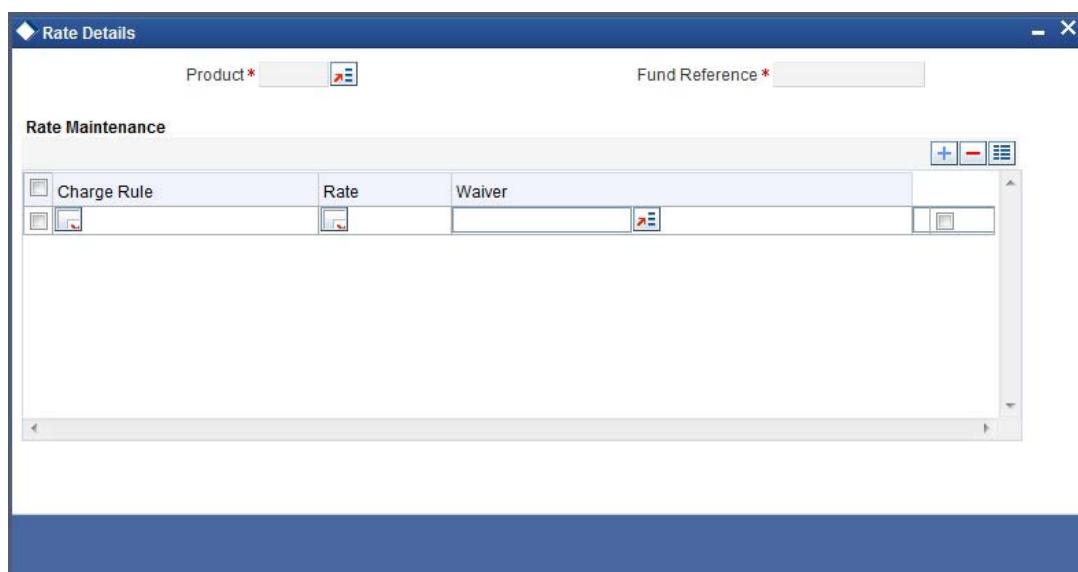 Rate Details
Product * Fund Reference *
Rate Maintenance
Charge Rule Rate Waiver